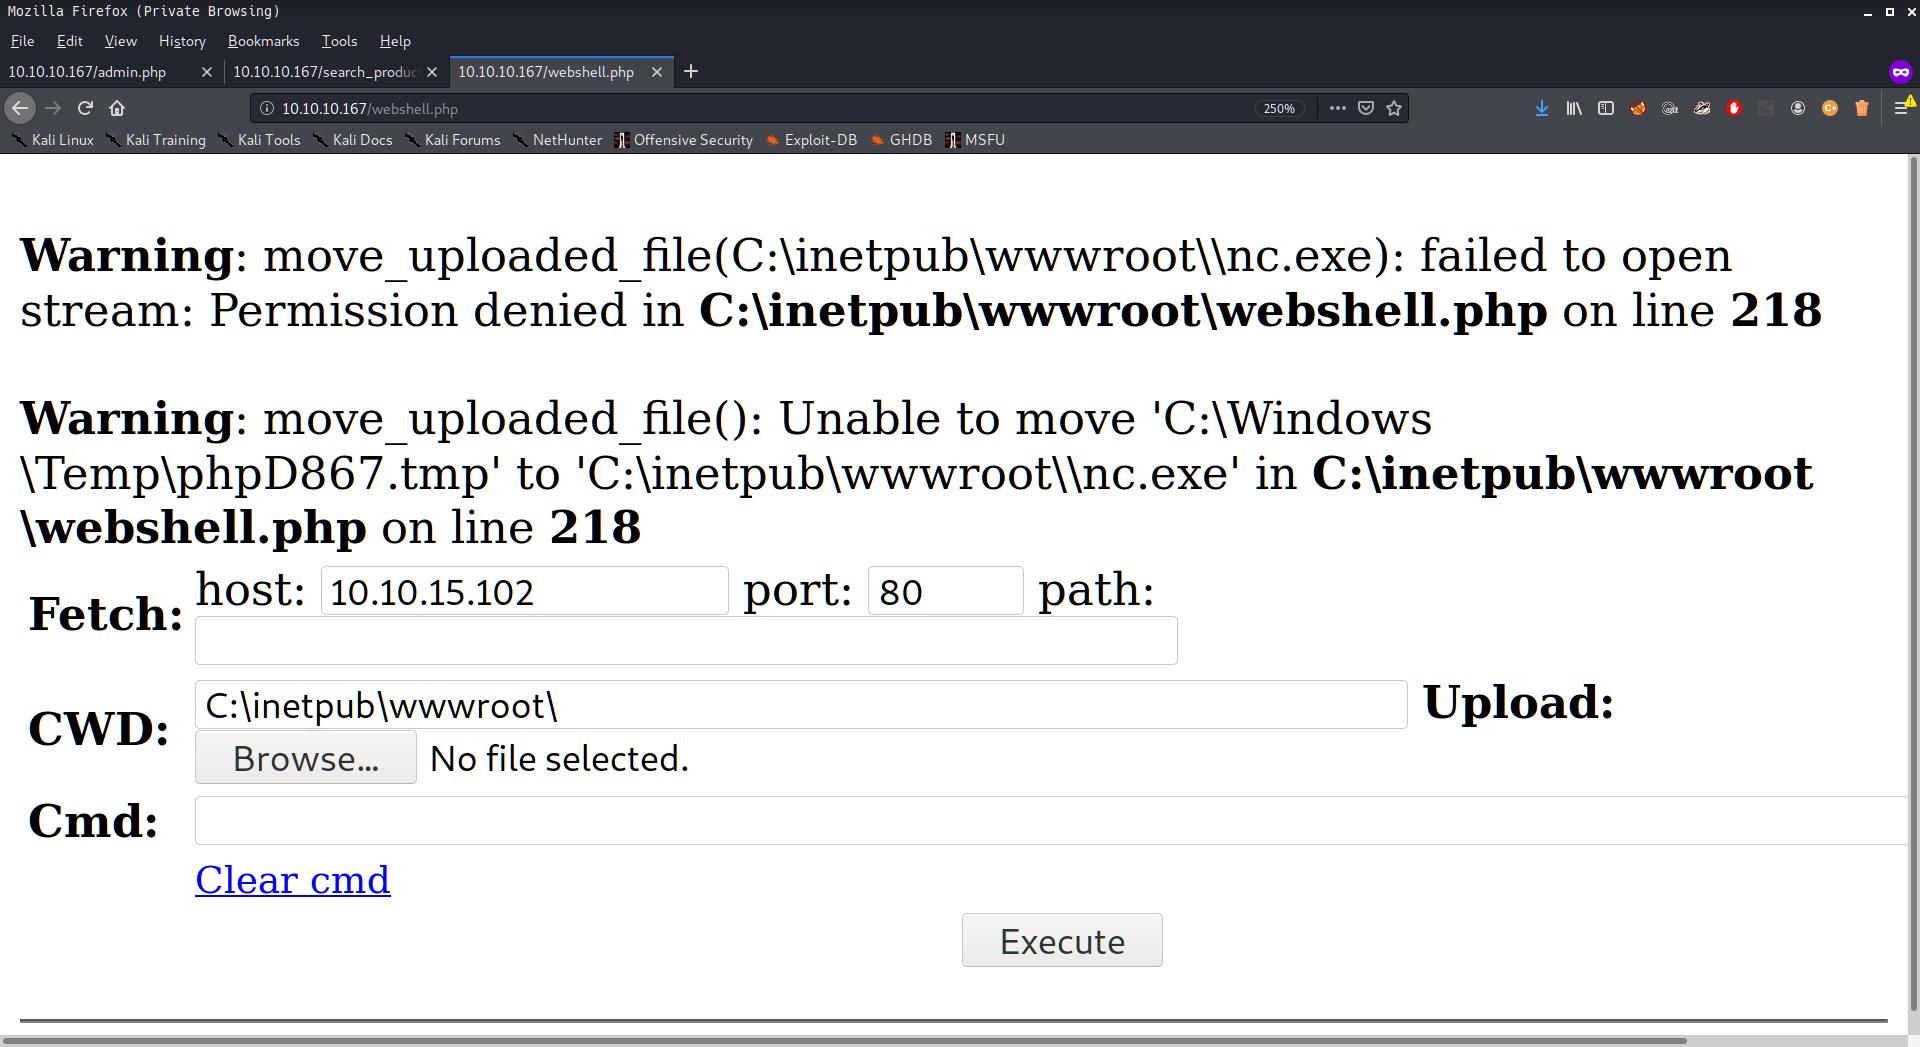 Mozilla Firefox (Private Browsing)
File Edit View History Bookmarks Tools Help
10.10.10.167/admin.php 10.10.10.167/search_produc 10.10.10.167/webshell.php
10.10.10.167/webshell.php 250%
Kali Linux Kali Training Kali Tools Kali Docs Kali Forums NetHunter Offensive Security Exploit-DB GHDB MSFU
Warning: move_uploaded_file(C:\inetpub\wwwroot\\nc.exe): failed to open
stream: Permission denied in C:\inetpub\wwwroot\webshell.php on line 218
Warning: move_uploaded_file(): Unable to move 'C:\Windows
\Temp\phpD867.tmp' to 'C:\inetpub\wwwroot\\nc.exe' in C:\inetpub\wwwroot
\webshell.php on line 218
Fetch: host: 10.10.15.102 port: 80 path:
CWD: C:\inetpub\wwwroot\ Upload:
Browse... No file selected.
Cmd:
Clear cmd
Execute